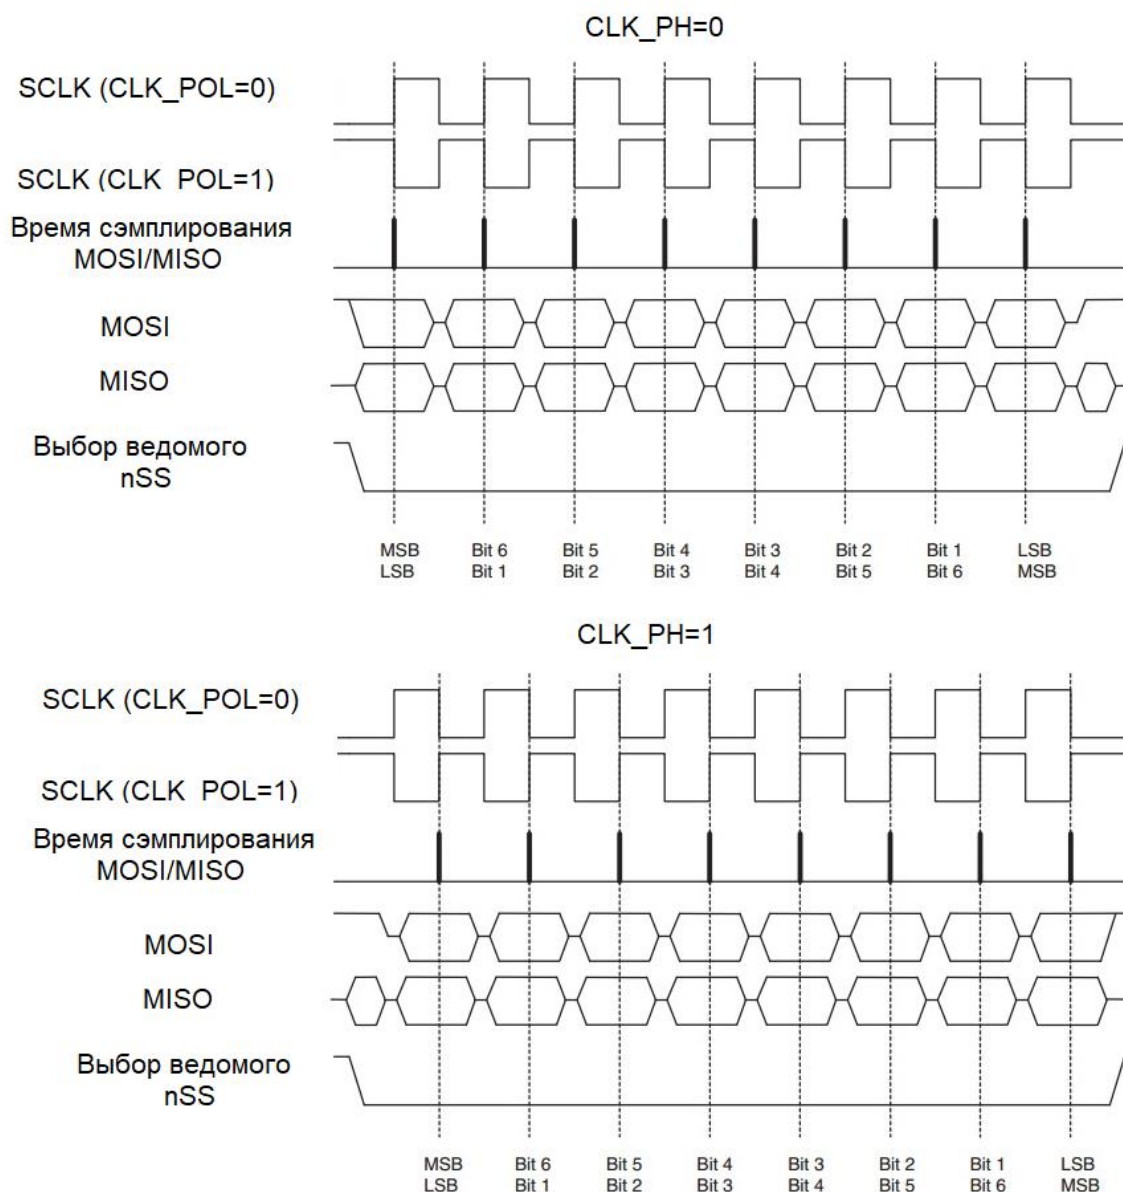 CLK_PH=0
SCLK (CLK_POL=0)
SCLK (CLK POL=1)
Время сэмплирования
MOSI/MISO
MOSI
MISO
Выбор ведомого
nSS
MSB Bit 6 Bit 5 Bit 4 Bit 3 Bit 2 Bit 1 LSB
LSB Bit 1 Bit 2 Bit 3 Bit 4 Bit 5 Bit 6 MSB
CLK_PH=1
SCLK (CLK_POL=0)
SCLK (CLK POL=1)
Время сэмплирования
MOSI/MISO
MOSI
MISO
Выбор ведомого
nSS
MSB Bit 6 Bit 5 Bit 4 Bit 3 Bit 2 Bit 1 LSB
LSB Bit 1 Bit 2 Bit 3 Bit 4 Bit 5 Bit 6 MSB